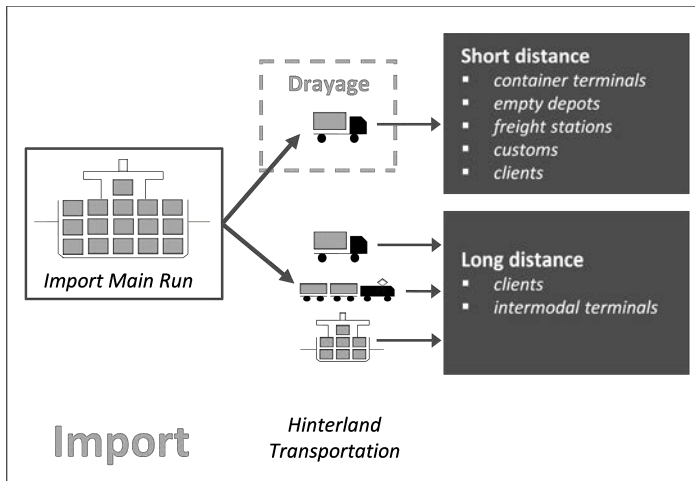 Drayage
Short distance
▪ container terminals
▪ empty depots
▪ freight stations
▪ customs
▪ clients
Import Main Run
Long distance
▪ clients
▪ intermodal terminals
Import
Hinterland
Transportation